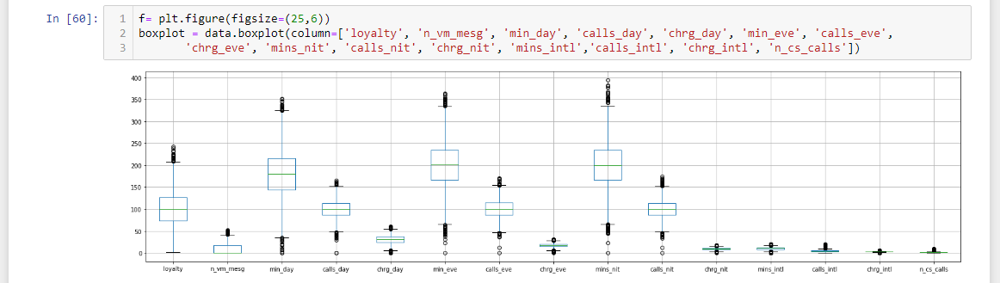 In [60]:
1 f= plt.figure(figsize=(25,6))
2 boxplot = data.boxplot(column=['loyalty', 'n_vm_mesg', 'min_day', 'calls_day', 'chrg_day', 'min_eve', 'calls_eve',
3 'chrg_eve', 'mins_nit', 'calls_nit', 'chrg_nit', 'mins_intl','calls_intl', 'chrg_intl', 'n_cs_calls'])
400
350
300
250
200
150
100
50
0
loyalty n_vm_mesg min_day calls_day chrg_day min_eve calls_eve chrg_eve mins_nit calls_nit chrg_nit mins_intl calls_intl chrg_intl n_cs_calls